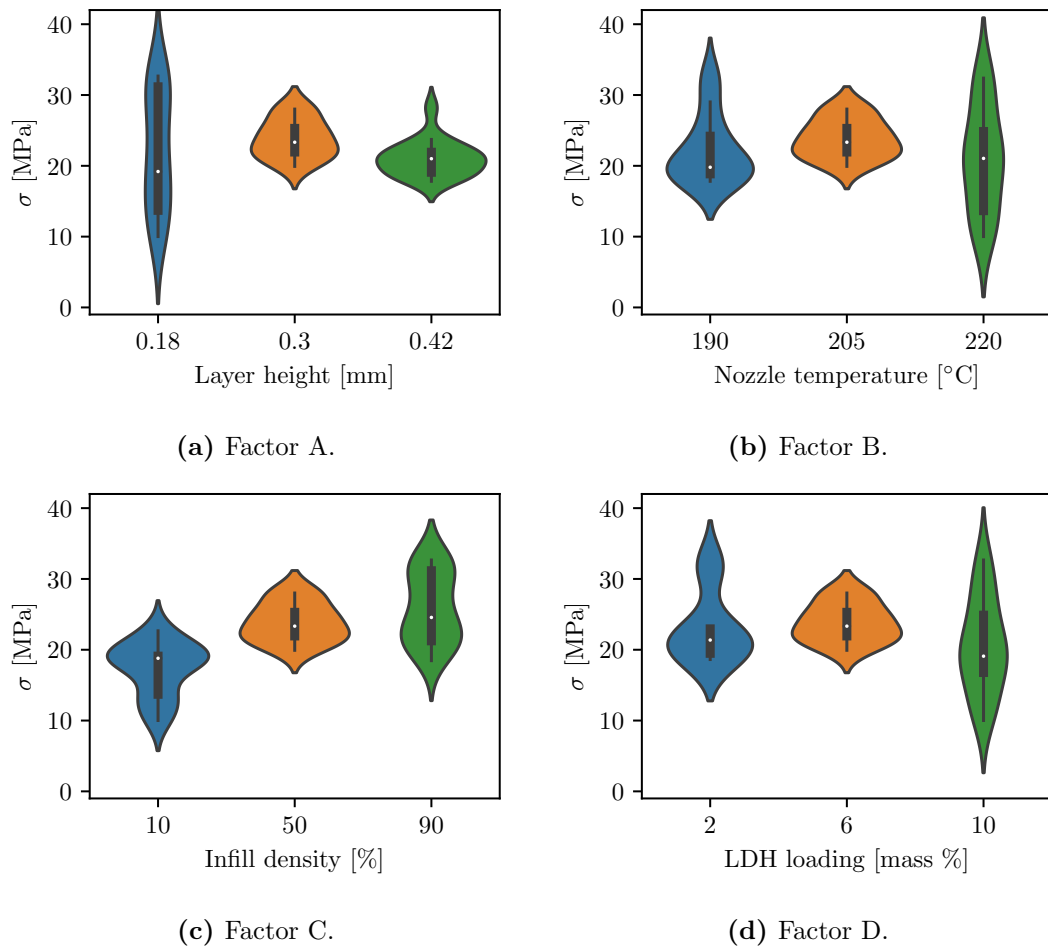 40
30
20
10
0
σ [MPa]
0.18 0.3 0.42
Layer height [mm]
(a) Factor A.
40
30
20
10
0
σ [MPa]
190 205 220
Nozzle temperature [°C]
(b) Factor B.
40
30
20
10
0
σ [MPa]
10 50 90
Infill density [%]
(c) Factor C.
40
30
20
10
0
σ [MPa]
2 6 10
LDH loading [mass %]
(d) Factor D.